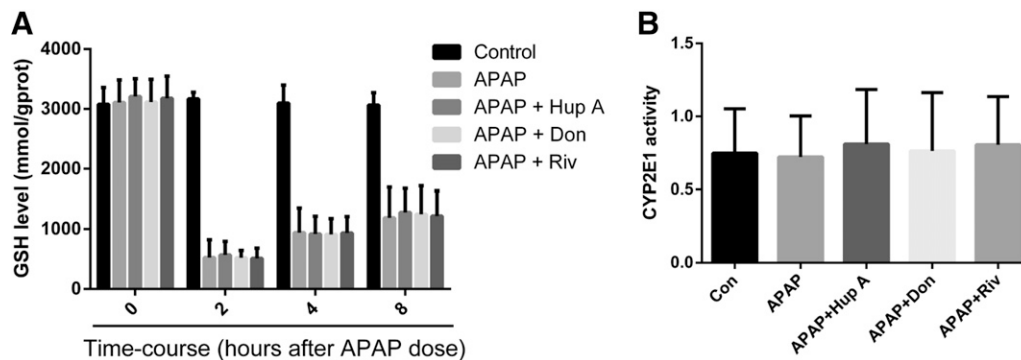 A
GSH level (mmol/gprot)
4000
3000
2000
1000
0
0
2
4
8
Time-course (hours after APAP dose)
Control
APAP
APAP + Hup A
APAP + Don
APAP + Riv
B
CYP2E1 activity
1.5
1.0
0.5
0.0
Con
APAP
APAP+Hup A
APAP+Don
APAP+Riv